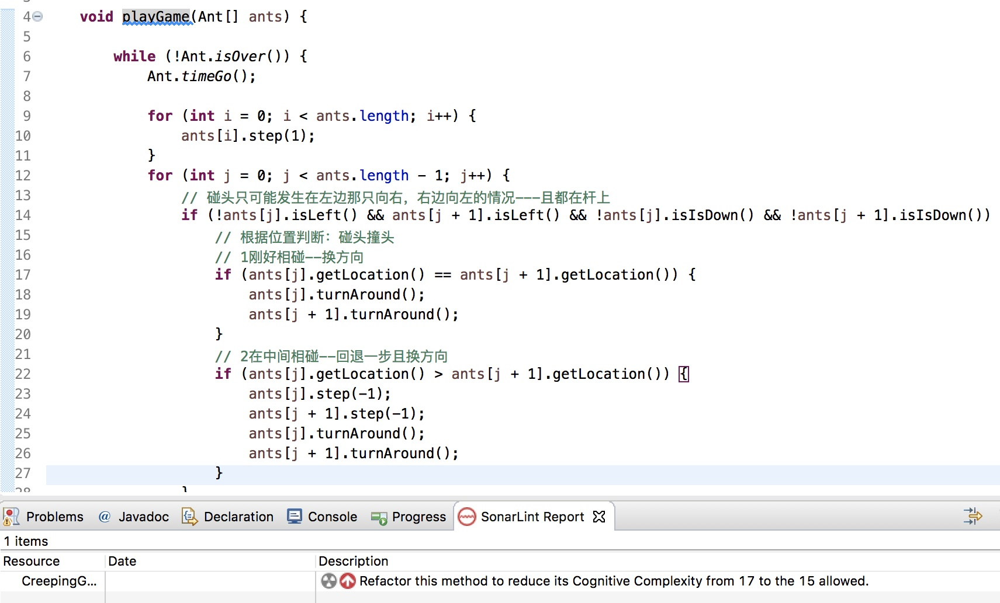 4 void playGame(Ant[] ants) {
5
6 while (!Ant.isOver()) {
7 Ant.timeGo();
8
9 for (int i = 0; i < ants.length; i++) {
10 ants[i].step(1);
11 }
12 for (int j = 0; j < ants.length - 1; j++) {
13 // 碰头只可能发生在左边那只向右，右边向左的情况---且都在杆上
14 if (!ants[j].isLeft() && ants[j + 1].isLeft() && !ants[j].isIsDown() && !ants[j + 1].isIsDown())
15 // 根据位置判断：碰头撞头
16 // 1刚好相碰--换方向
17 if (ants[j].getLocation() == ants[j + 1].getLocation()) {
18 ants[j].turnAround();
19 ants[j + 1].turnAround();
20 }
21 // 2在中间相碰--回退一步且换方向
22 if (ants[j].getLocation() > ants[j + 1].getLocation()) {
23 ants[j].step(-1);
24 ants[j + 1].step(-1);
25 ants[j].turnAround();
26 ants[j + 1].turnAround();
27 }
28 }
Problems @ Javadoc Declaration Console Progress SonarLint Report
1 items
Resource Date Description
CreepingG... Refactor this method to reduce its Cognitive Complexity from 17 to the 15 allowed.